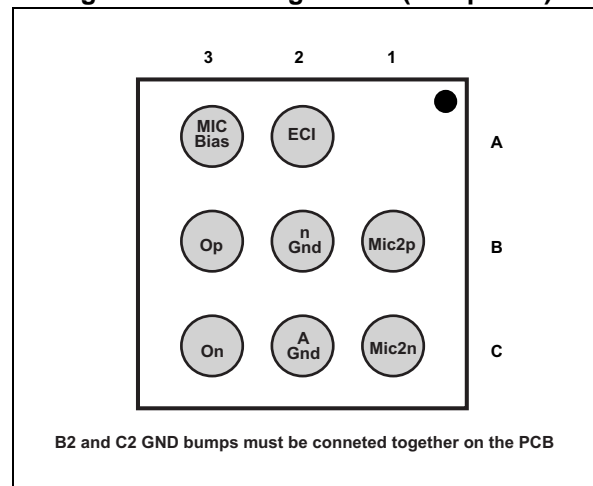 3 2 1
MIC
Bias
ECI
A
Op
n
Gnd
Mic2p
B
On
A
Gnd
Mic2n
C
B2 and C2 GND bumps must be conneted together on the PCB